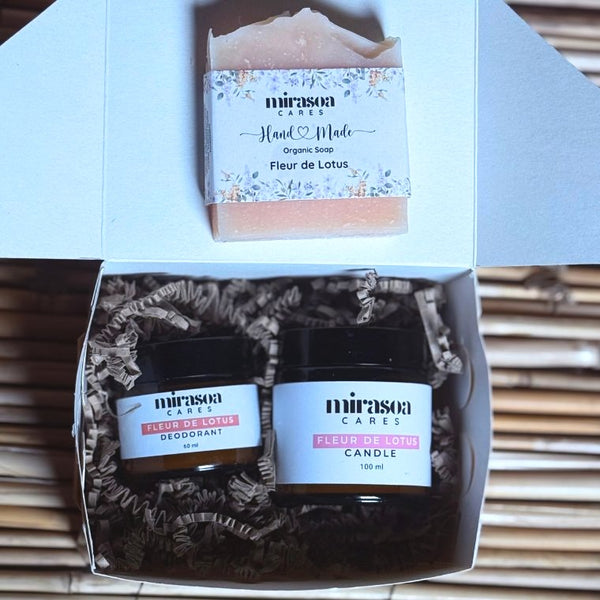 mirasoa
CARES
Hand Made
Organic Soap
Fleur de Lotus
mirasoa
CARES
FLEUR DE LOTUS
DEODORANT
50 ml
mirasoa
CARES
FLEUR DE LOTUS
CANDLE
100 ml